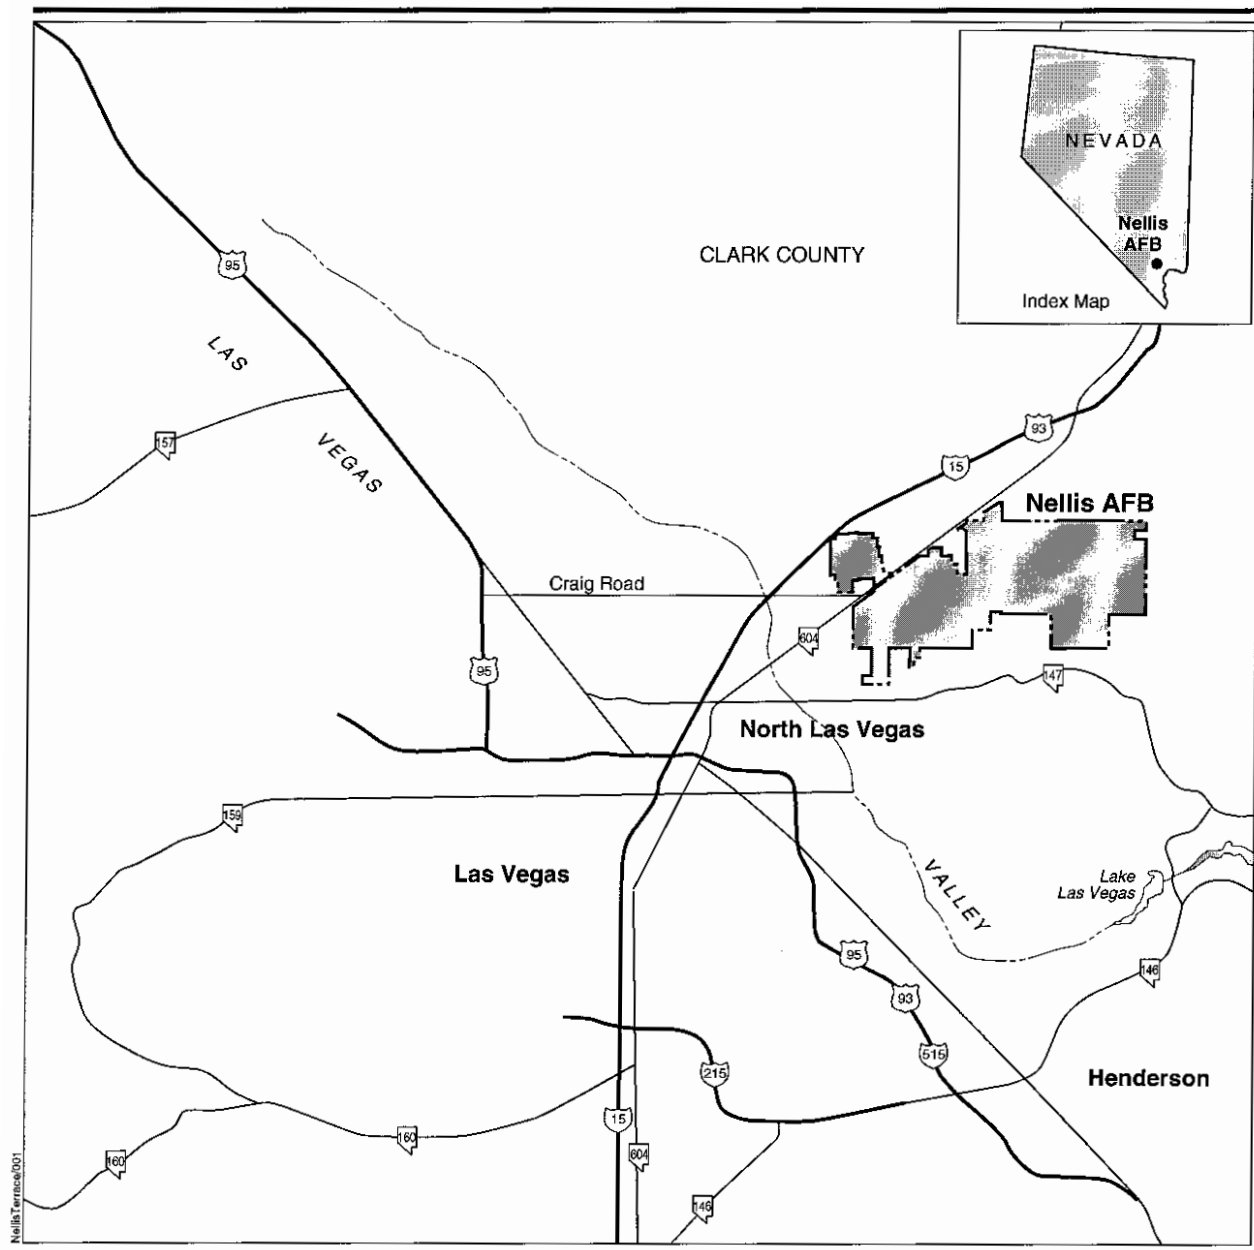 NEVADA
Nellis
AFB
Index Map
CLARK COUNTY
95
LAS
157
VEGAS
93
15
Nellis AFB
Craig Road
604
95
147
North Las Vegas
159
Las Vegas
VALLEY
Lake
Las Vegas
95
146
93
515
215
Henderson
15
160
604
160
146
NellisTerrace/001